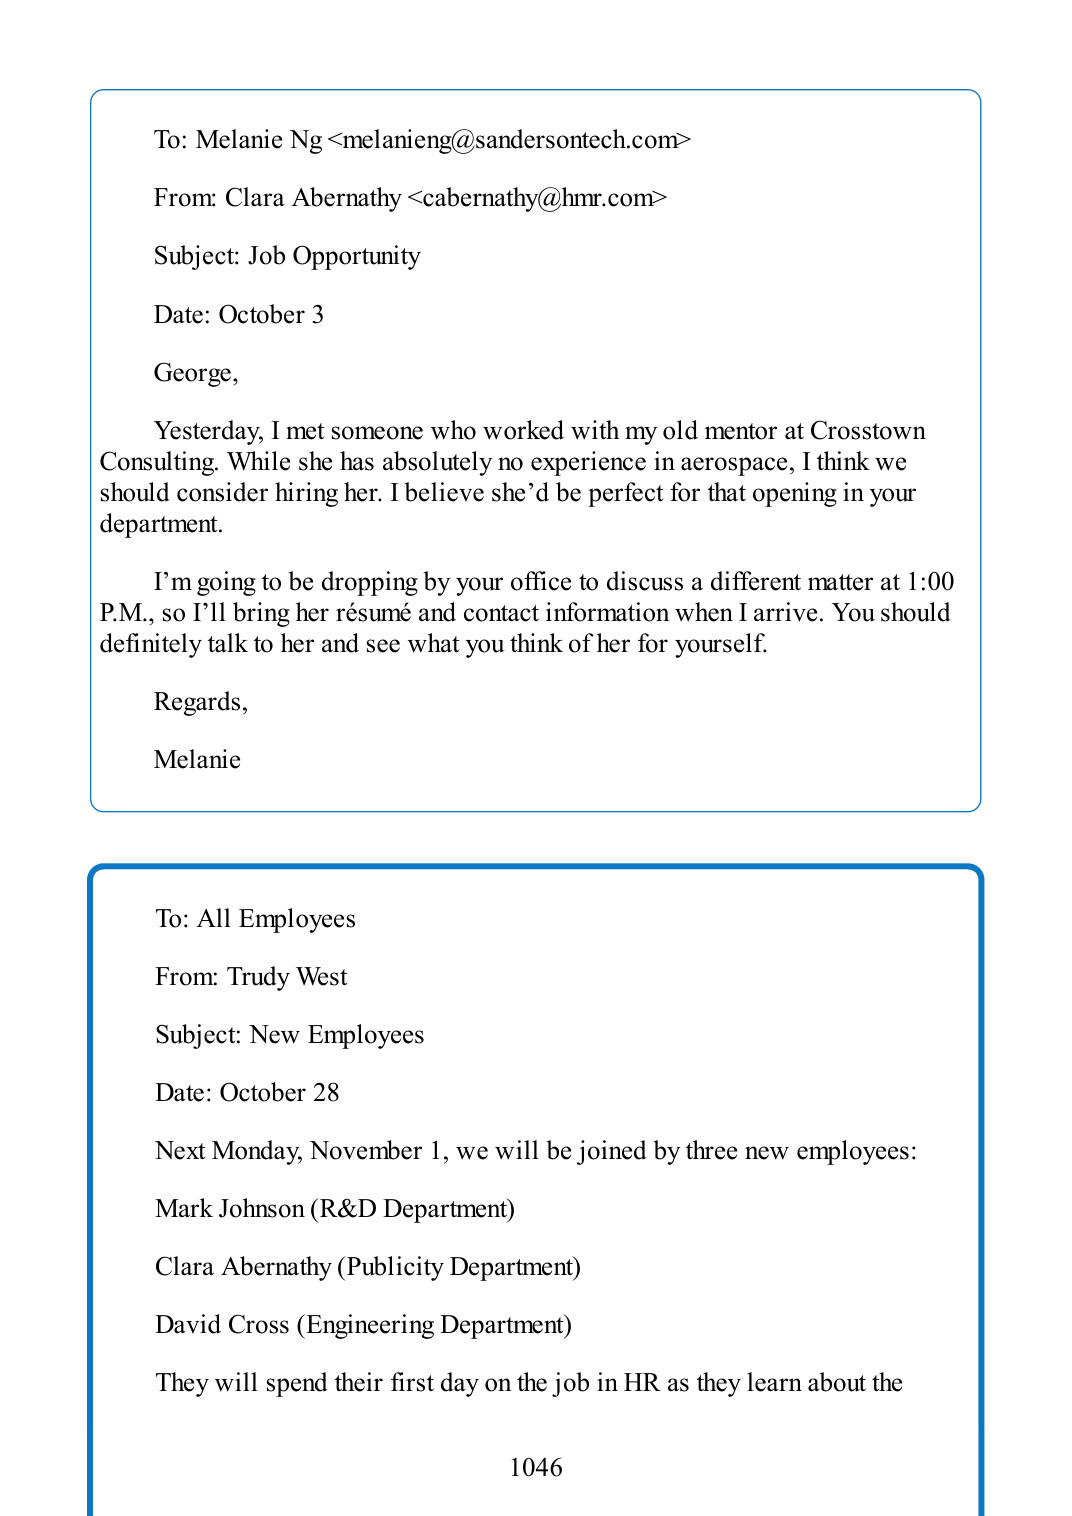 To: Melanie Ng <melanieng@sandersontech.com>
From: Clara Abernathy <cabernathy@hmr.com>
Subject: Job Opportunity
Date: October 3
George,
Yesterday, I met someone who worked with my old mentor at Crosstown
Consulting. While she has absolutely no experience in aerospace, I think we
should consider hiring her. I believe she’d be perfect for that opening in your
department.
I’m going to be dropping by your office to discuss a different matter at 1:00
P.M., so I’ll bring her résumé and contact information when I arrive. You should
definitely talk to her and see what you think of her for yourself.
Regards,
Melanie
To: All Employees
From: Trudy West
Subject: New Employees
Date: October 28
Next Monday, November 1, we will be joined by three new employees:
Mark Johnson (R&D Department)
Clara Abernathy (Publicity Department)
David Cross (Engineering Department)
They will spend their first day on the job in HR as they learn about the
1046